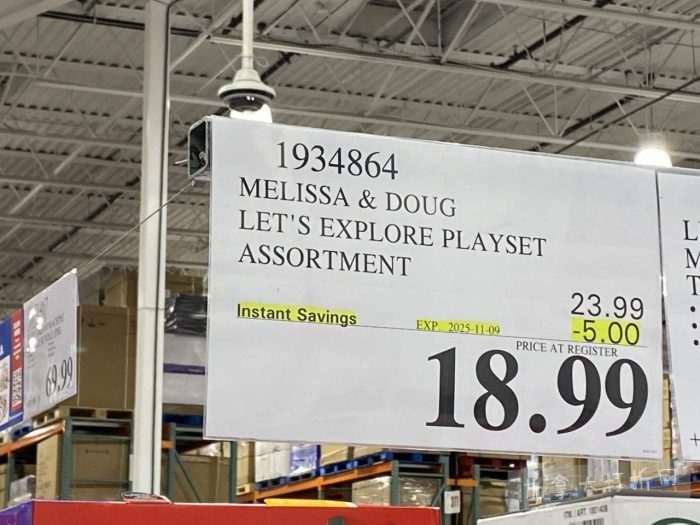 1934864
MELISSA & DOUG
LET'S EXPLORE PLAYSET
ASSORTMENT
23.99
Instant Savings EXP. 2025-11-09 -5.00
PRICE AT REGISTER
18.99
69.99
L
M
T